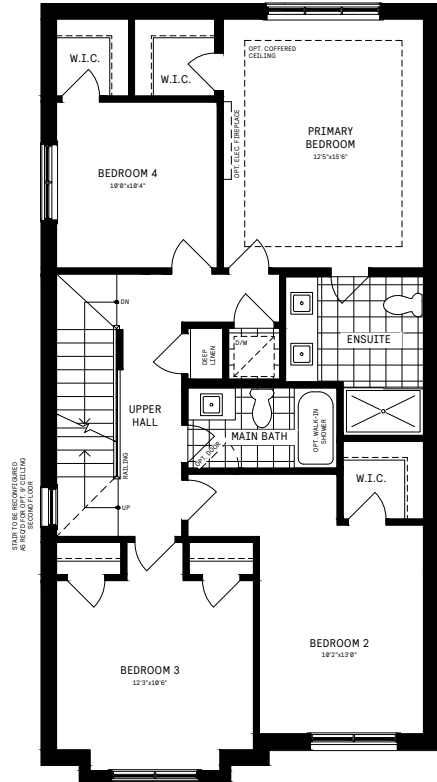 W.I.C.
W.I.C.
OPT. COFFERED
CEILING
OPT. ELEC. FIREPLACE
PRIMARY
BEDROOM
12'5"x15'6"
BEDROOM 4
10'0"x10'4"
DN
D/W
DEEP
LINEN
ENSUITE
UPPER
HALL
MAIN BATH
OPT. WALK-IN
SHOWER
OPT. DOOR
RAILING
W.I.C.
UP
STAIR TO BE RECONFIGURED
AS REQ'D FOR OPT. 9' CEILING
SECOND FLOOR
BEDROOM 2
10'2"x13'0"
BEDROOM 3
12'3"x10'6"